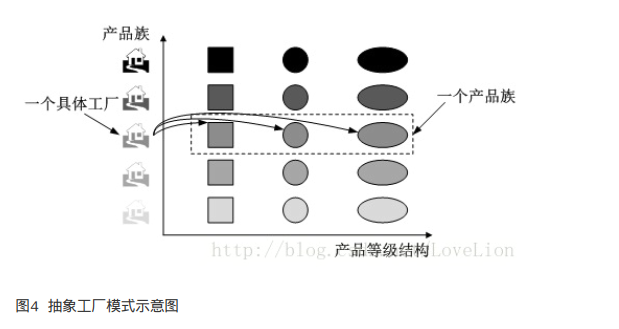 产品族
一个具体工厂
一个产品族
产品等级结构
http://blog.c
LoveLion
图4 抽象工厂模式示意图